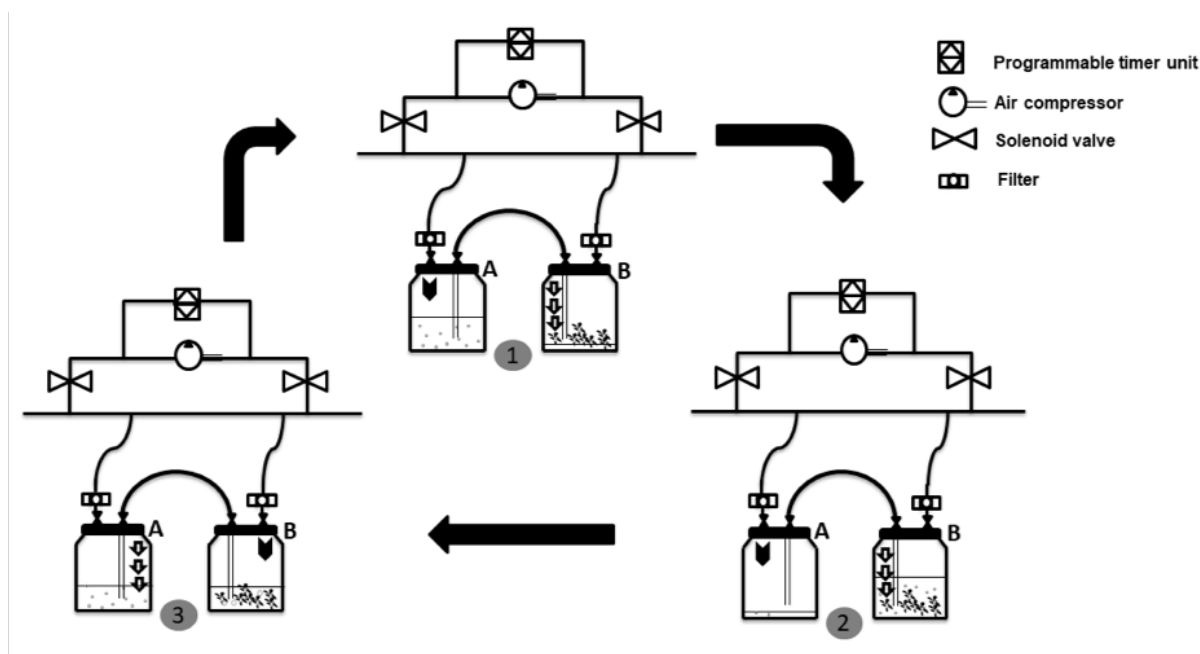 Programmable timer unit
Air compressor
Solenoid valve
Filter
A
B
1
A
B
2
A
B
3